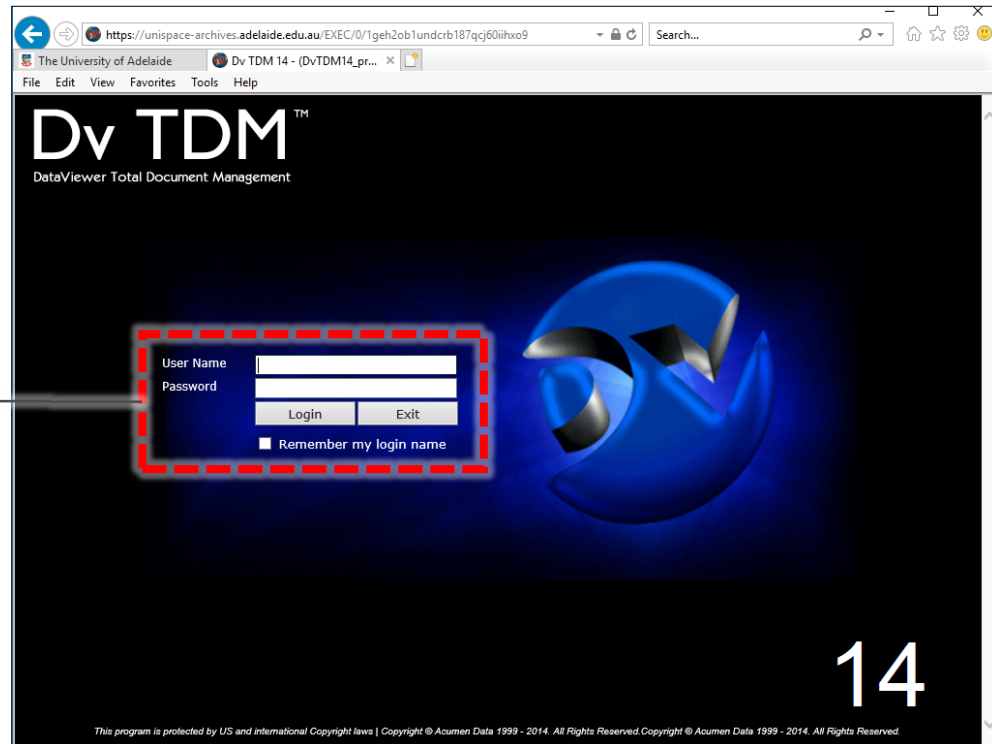 https://unispace-archives.adelaide.edu.au/EXEC/0/1geh2ob1undcrb187qcj60iihxo9
Search...
The University of Adelaide
Dv TDM 14 - (DvTDM14_pr...
File Edit View Favorites Tools Help
Dv TDM™
DataViewer Total Document Management
User Name
Password
Login Exit
Remember my login name
14
This program is protected by US and international Copyright laws | Copyright © Acumen Data 1999 - 2014. All Rights Reserved.Copyright © Acumen Data 1999 - 2014. All Rights Reserved.